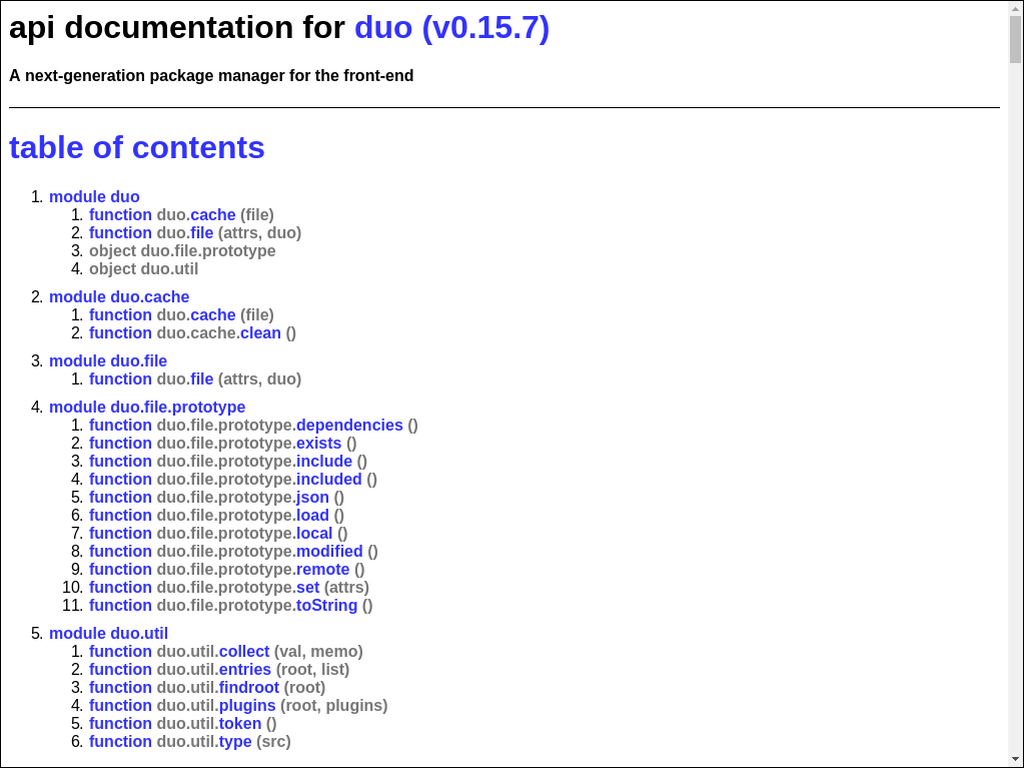 api documentation for duo (v0.15.7)
A next-generation package manager for the front-end
table of contents
1. module duo
1. function duo.cache (file)
2. function duo.file (attrs, duo)
3. object duo.file.prototype
4. object duo.util
2. module duo.cache
1. function duo.cache (file)
2. function duo.cache.clean ()
3. module duo.file
1. function duo.file (attrs, duo)
4. module duo.file.prototype
1. function duo.file.prototype.dependencies ()
2. function duo.file.prototype.exists ()
3. function duo.file.prototype.include ()
4. function duo.file.prototype.included ()
5. function duo.file.prototype.json ()
6. function duo.file.prototype.load ()
7. function duo.file.prototype.local ()
8. function duo.file.prototype.modified ()
9. function duo.file.prototype.remote ()
10. function duo.file.prototype.set (attrs)
11. function duo.file.prototype.toString ()
5. module duo.util
1. function duo.util.collect (val, memo)
2. function duo.util.entries (root, list)
3. function duo.util.findroot (root)
4. function duo.util.plugins (root, plugins)
5. function duo.util.token ()
6. function duo.util.type (src)